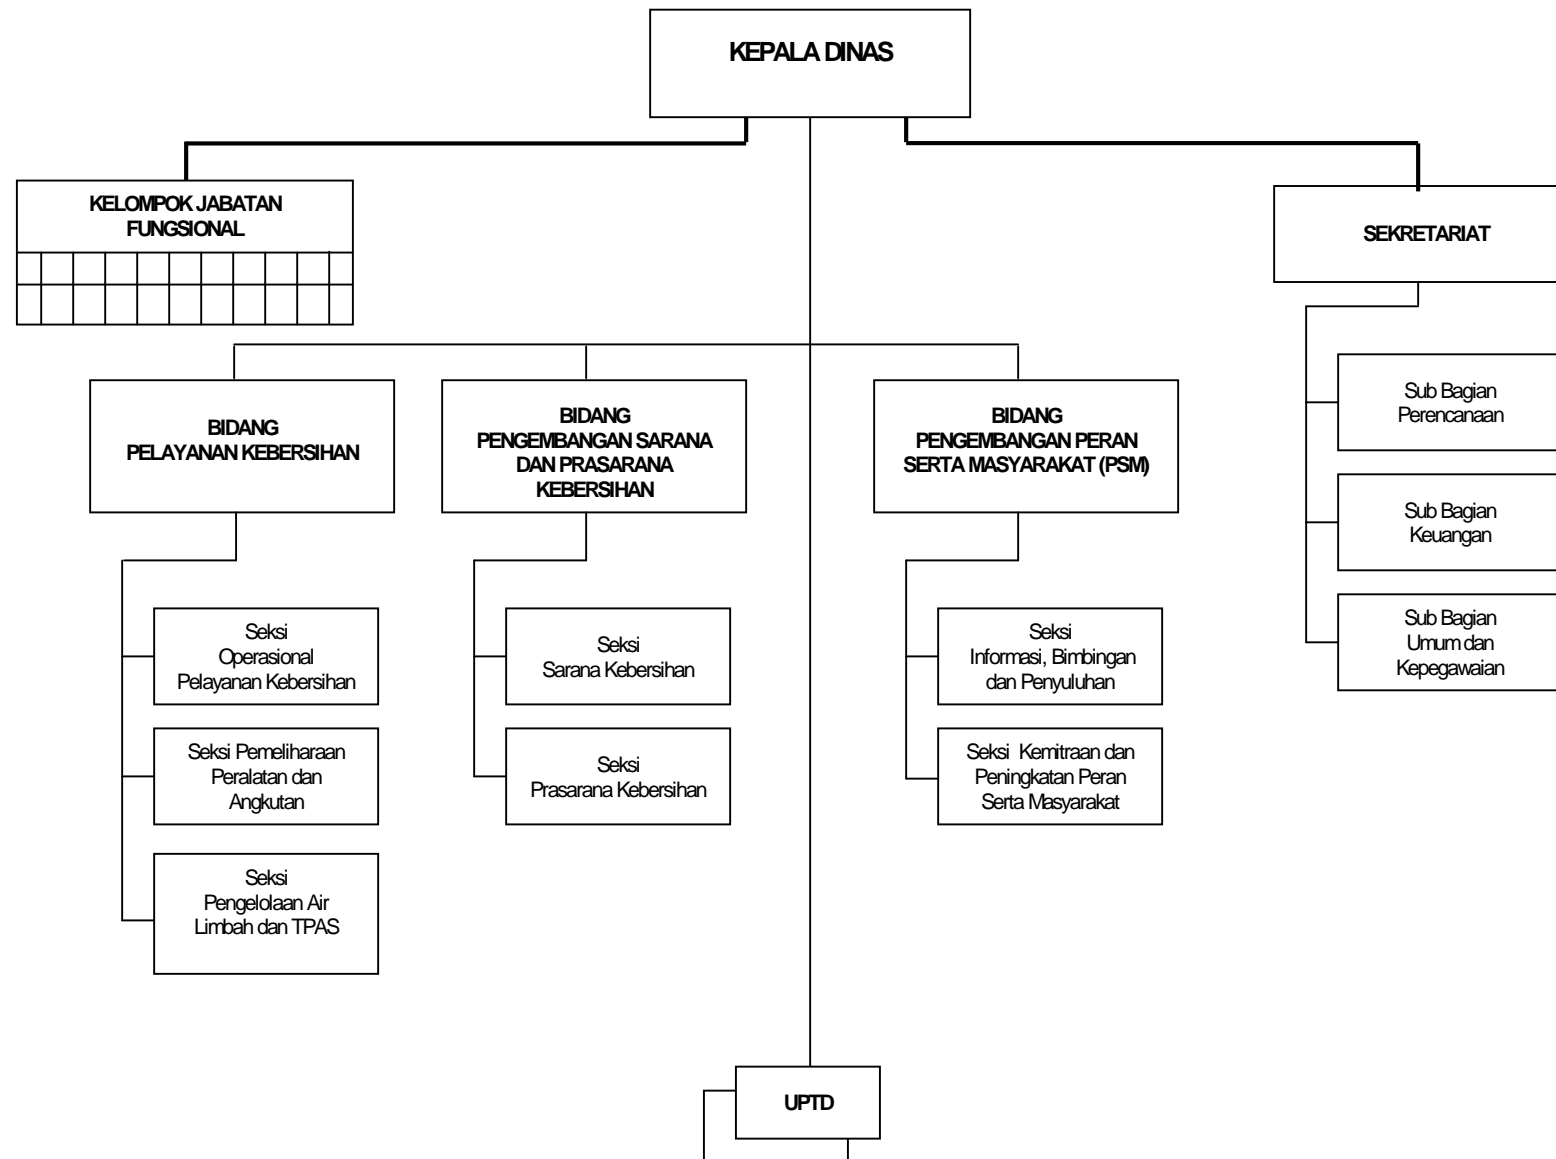 KEPALA DINAS
KELOMPOK JABATAN
FUNGSIONAL
SEKRETARIAT
Sub Bagian
Perencanaan
Sub Bagian
Keuangan
Sub Bagian
Umum dan
Kepegawaian
BIDANG
PELAYANAN KEBERSIHAN
Seksi
Operasional
Pelayanan Kebersihan
Seksi Pemeliharaan
Peralatan dan
Angkutan
Seksi
Pengelolaan Air
Limbah dan TPAS
BIDANG
PENGEMBANGAN SARANA
DAN PRASARANA
KEBERSIHAN
Seksi
Sarana Kebersihan
Seksi
Prasarana Kebersihan
BIDANG
PENGEMBANGAN PERAN
SERTA MASYARAKAT (PSM)
Seksi
Informasi, Bimbingan
dan Penyuluhan
Seksi Kemitraan dan
Peningkatan Peran
Serta Masyarakat
UPTD